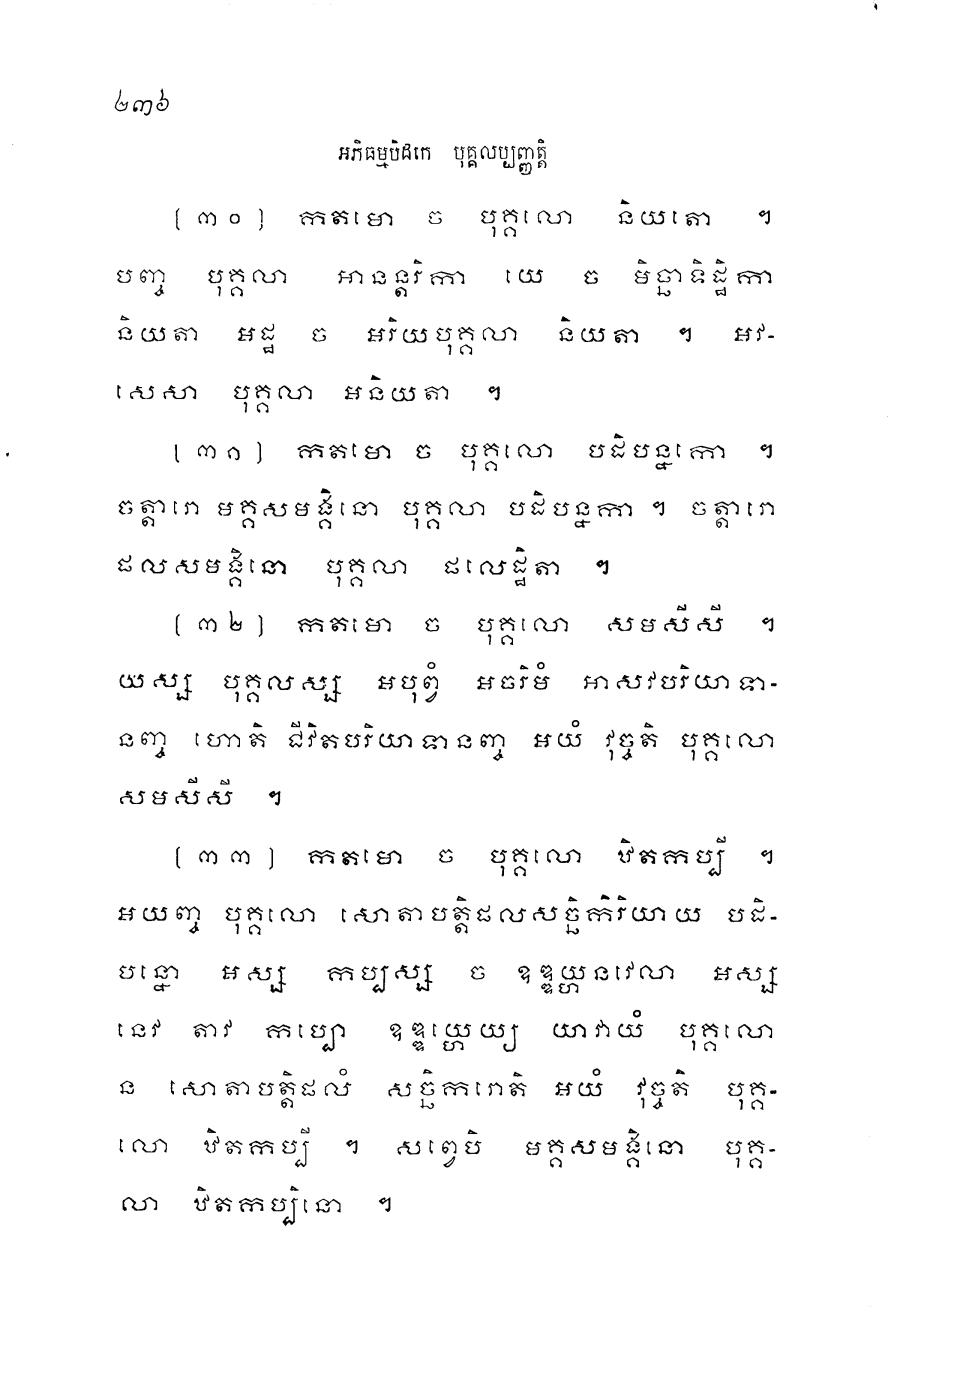 ២៣៦
អភិធម្មបិដកេ បុគ្គលប្បញ្ញត្តិ
(៣០) កតមោ ច បុគ្គលោ និយតោ ។
បញ្ច បុគ្គលា អានន្តរិកា យេ ច មិច្ឆាទិដ្ឋិកា
និយតា អដ្ឋ ច អរិយបុគ្គលា និយតា ។ អវ-
សេសា បុគ្គលា អនិយតា ។
(៣១) កតមោ ច បុគ្គលោ បដិបន្នកោ ។
ចត្តារោ មគ្គសមង្គិនោ បុគ្គលា បដិបន្នកា ។ ចត្តារោ
ផលសមង្គិនោ បុគ្គលា ផលេដ្ឋិតា ។
(៣២) កតមោ ច បុគ្គលោ សមសីសី ។
យស្ស បុគ្គលស្ស អបុព្វំ អចរិមំ អាសវបរិយាទា-
នញ្ច ហោតិ ជីវិតបរិយាទានញ្ច អយំ វុច្ចតិ បុគ្គលោ
សមសីសី ។
(៣៣) កតមោ ច បុគ្គលោ ឋិតកប្បី ។
អយញ្ច បុគ្គលោ សោតាបត្តិផលសច្ឆិកិរិយាយ បដិ-
បន្នោ អស្ស កប្បស្ស ច ឧឌ្ឌយ្ហនវេលា អស្ស
នេវ តាវ កប្បោ ឧឌ្ឌយ្ហេយ្យ យាវាយំ បុគ្គលោ
ន សោតាបត្តិផលំ សច្ឆិករោតិ អយំ វុច្ចតិ បុគ្គ-
លោ ឋិតកប្បី ។ សព្វេបិ មគ្គសមង្គិនោ បុគ្គ-
លា ឋិតកប្បិនោ ។